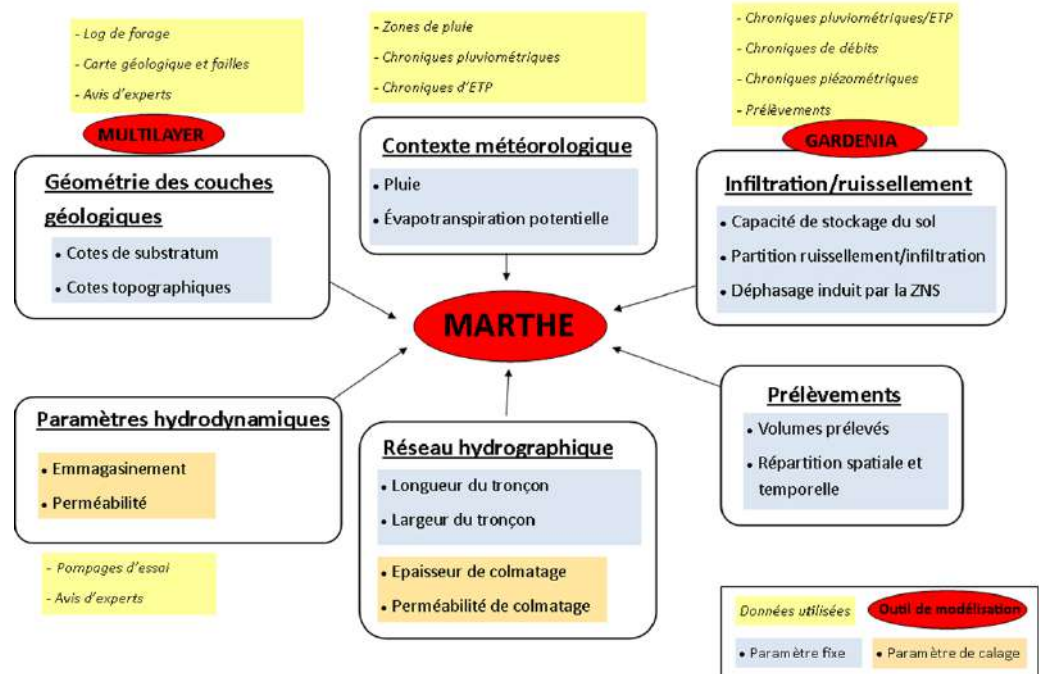 - Log de forage
- Carte géologique et failles
- Avis d'experts
MULTILAYER
Géométrie des couches
géologiques
• Cotes de substratum
• Cotes topographiques
- Zones de pluie
- Chroniques pluviométriques
- Chroniques d'ETP
Contexte météorologique
• Pluie
• Évapotranspiration potentielle
- Chroniques pluviométriques/ETP
- Chroniques de débits
- Chroniques piézométriques
- Prélèvements
GARDENIA
Infiltration/ruissellement
• Capacité de stockage du sol
• Partition ruissellement/infiltration
• Déphasage induit par la ZNS
MARTHE
Paramètres hydrodynamiques
• Emmagasinement
• Perméabilité
- Pompages d'essai
- Avis d'experts
Réseau hydrographique
• Longueur du tronçon
• Largeur du tronçon
• Epaisseur de colmatage
• Perméabilité de colmatage
Prélèvements
• Volumes prélevés
• Répartition spatiale et
temporelle
Données utilisées
Outil de modélisation
• Paramètre fixe
• Paramètre de calage